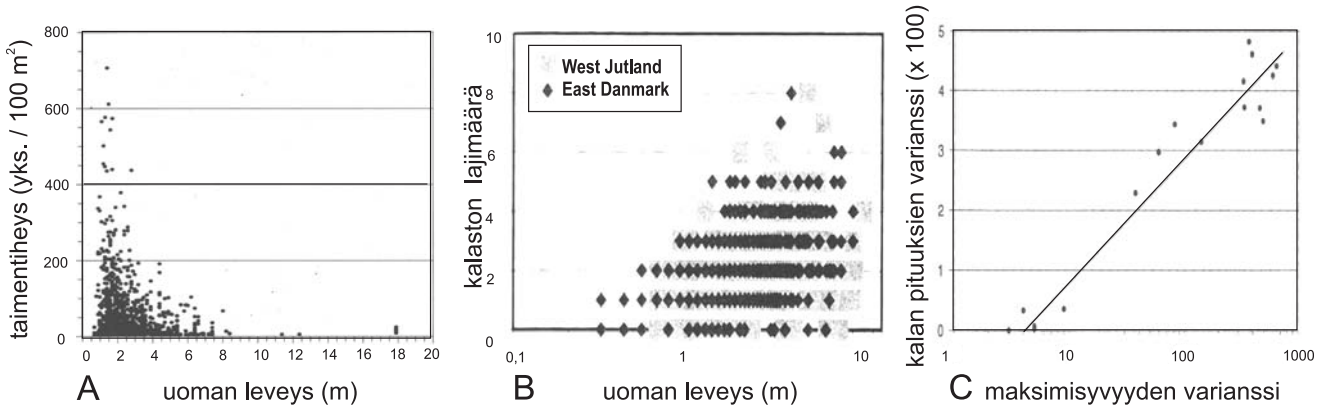 taimentiheys (yks. / 100 m²)
800
600
400
200
0
0 2 4 6 8 10 12 14 16 18 20
A uoman leveys (m)
kalaston lajimäärä
10
8
6
4
2
0
West Jutland
East Danmark
0,1 1 10
B uoman leveys (m)
kalan pituuksien varianssi (x 100)
5
4
3
2
1
0
1 10 100 1000
C maksimisyvyyden varianssi